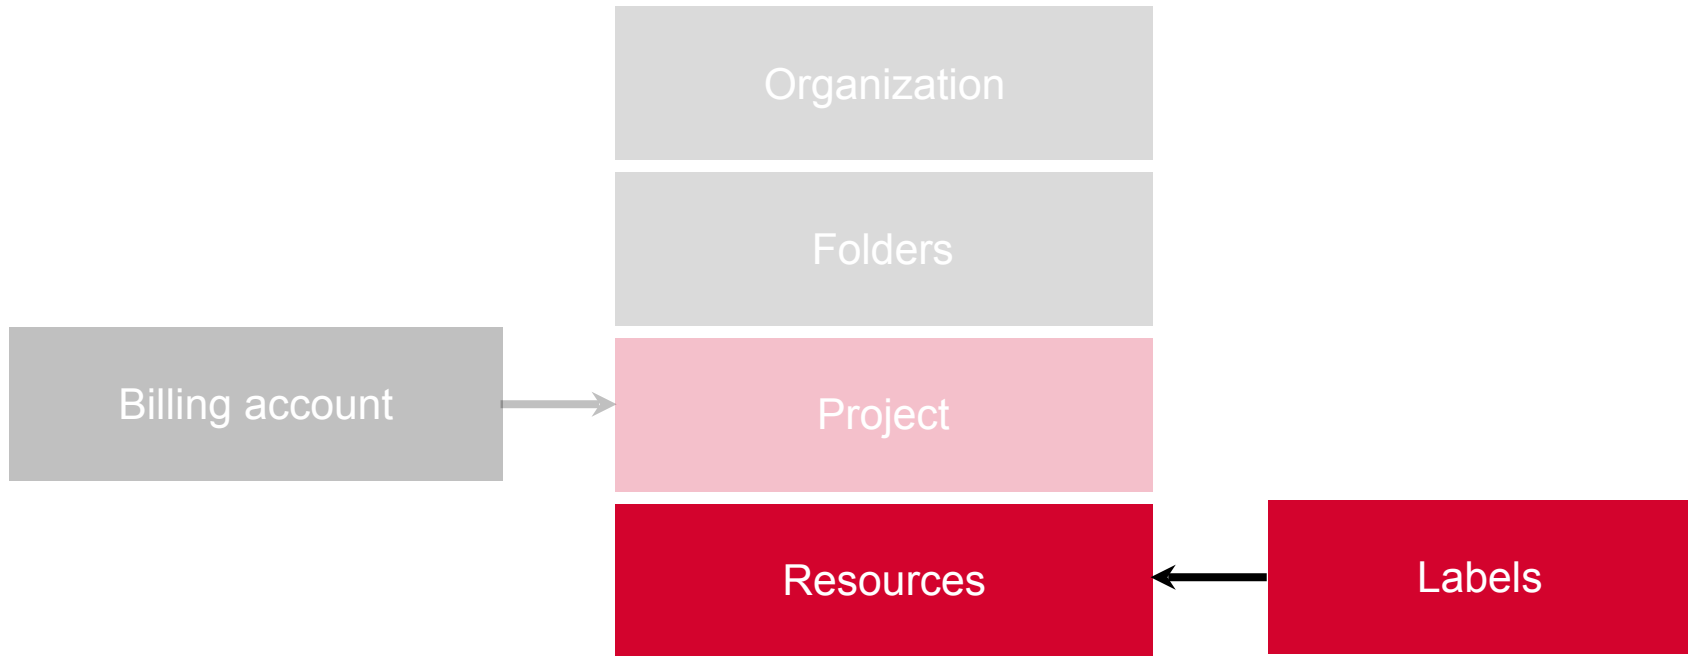 Organization
Folders
Billing account
Project
Resources
Labels